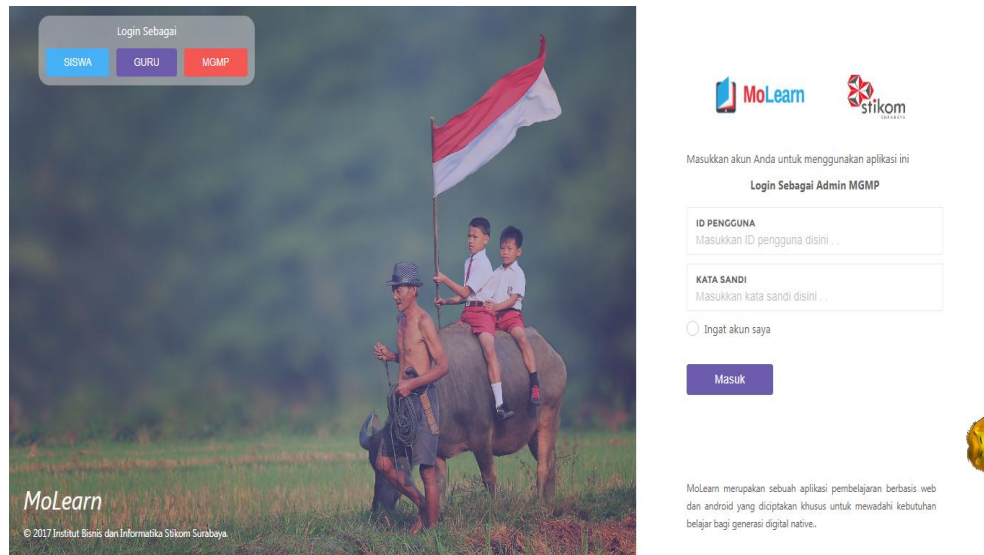 Login Sebagai
SISWA GURU MGMP
MoLearn
© 2017 Institut Bisnis dan Informatika Stikom Surabaya.
MoLearn stikom
SURABAYA
Masukkan akun Anda untuk menggunakan aplikasi ini
Login Sebagai Admin MGMP
ID PENGGUNA
Masukkan ID pengguna disini . .
KATA SANDI
Masukkan kata sandi disini . .
Ingat akun saya
Masuk
MoLearn merupakan sebuah aplikasi pembelajaran berbasis web
dan android yang diciptakan khusus untuk mewadahi kebutuhan
belajar bagi generasi digital native..